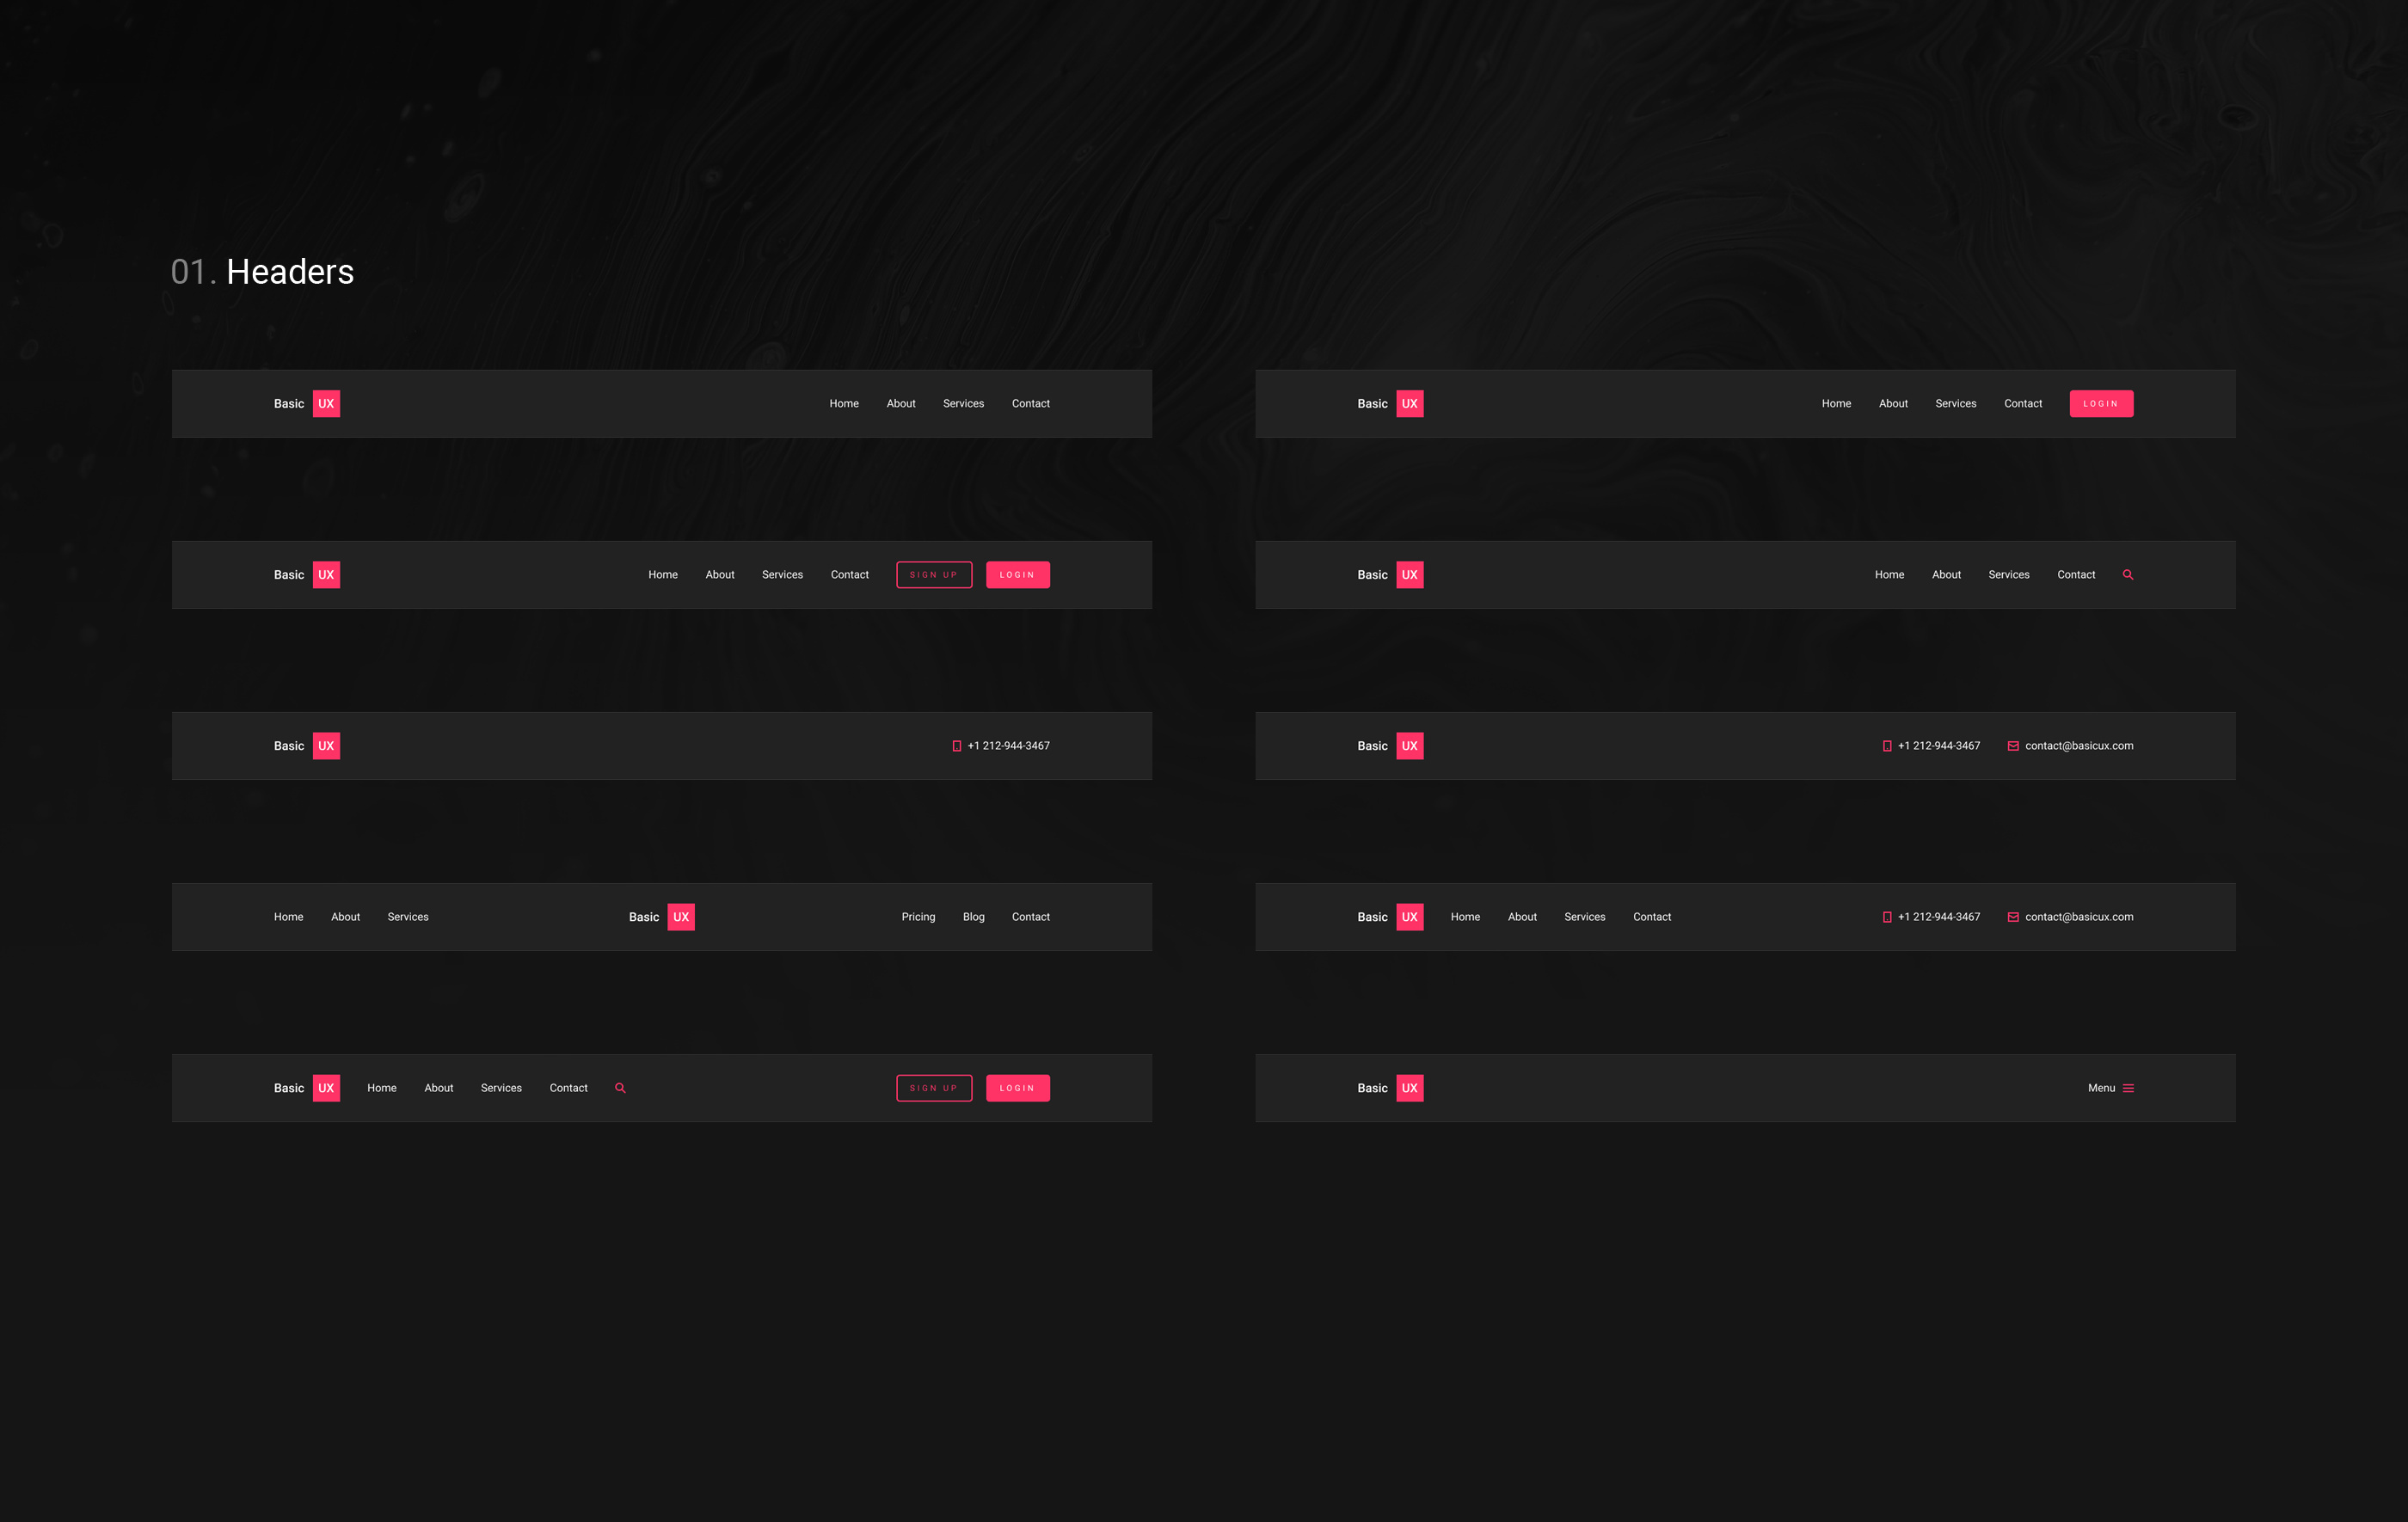 01. Headers
Basic UX Home About Services Contact
Basic UX Home About Services Contact LOGIN
Basic UX Home About Services Contact SIGN UP LOGIN
Basic UX Home About Services Contact
Basic UX +1 212-944-3467
Basic UX +1 212-944-3467 contact@basicux.com
Home About Services Basic UX Pricing Blog Contact
Basic UX Home About Services Contact +1 212-944-3467 contact@basicux.com
Basic UX Home About Services Contact SIGN UP LOGIN
Basic UX Menu